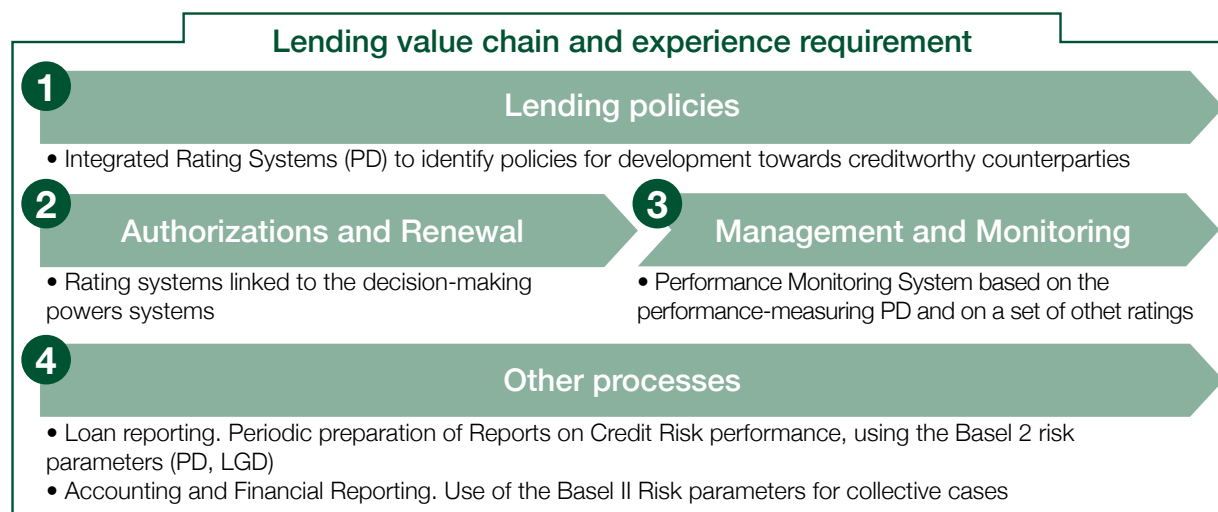 Lending value chain and experience requirement
1
Lending policies
• Integrated Rating Systems (PD) to identify policies for development towards creditworthy counterparties
2
Authorizations and Renewal
• Rating systems linked to the decision-making
powers systems
3
Management and Monitoring
• Performance Monitoring System based on the
performance-measuring PD and on a set of othet ratings
4
Other processes
• Loan reporting. Periodic preparation of Reports on Credit Risk performance, using the Basel 2 risk
parameters (PD, LGD)
• Accounting and Financial Reporting. Use of the Basel II Risk parameters for collective cases